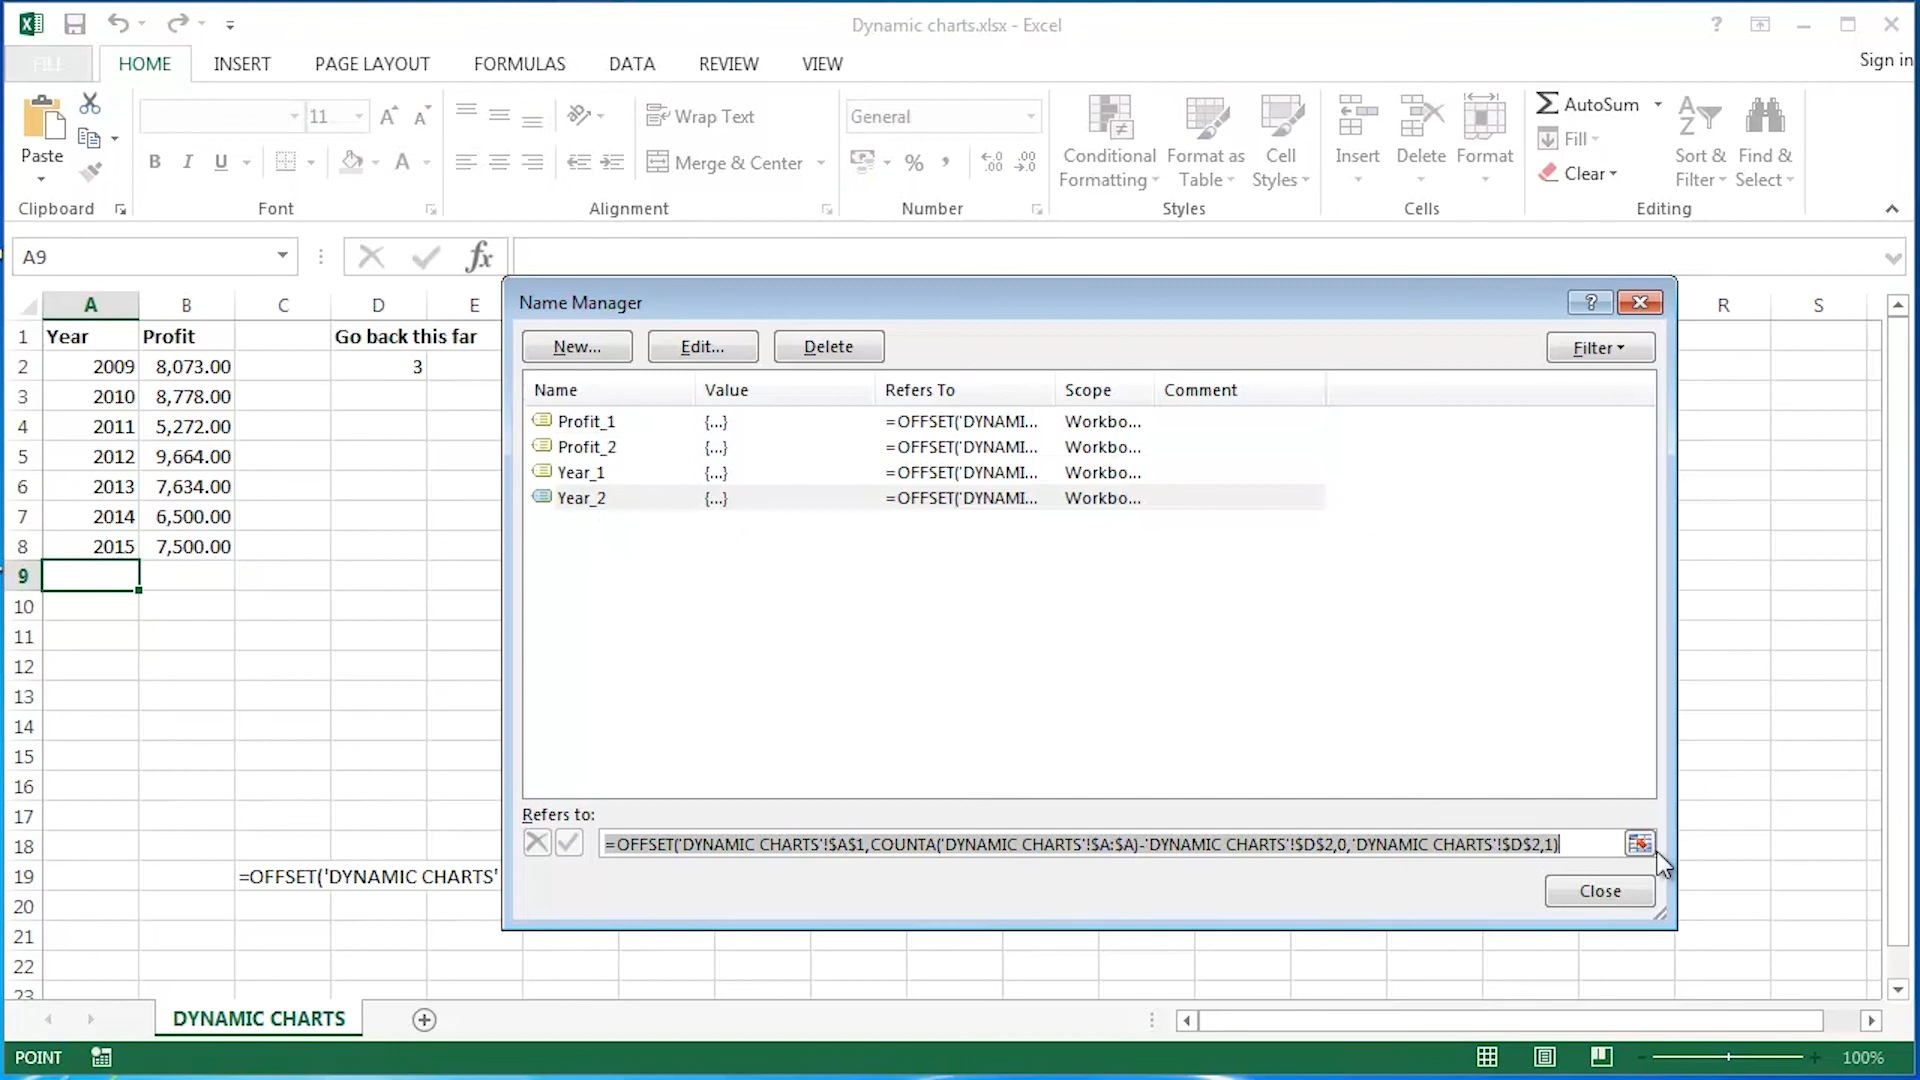 Dynamic charts.xlsx - Excel
?
FILE HOME INSERT PAGE LAYOUT FORMULAS DATA REVIEW VIEW
Sign in
Paste
Clipboard
11
B I U
Font
Wrap Text
Merge & Center
Alignment
General
%
Number
Conditional Formatting
Format as Table
Cell Styles
Styles
Insert Delete Format
Cells
AutoSum
Fill
Clear
Sort & Filter
Find & Select
Editing
A9
fx
A B C D E R S
1 Year Profit Go back this far
2 2009 8,073.00 3
3 2010 8,778.00
4 2011 5,272.00
5 2012 9,664.00
6 2013 7,634.00
7 2014 6,500.00
8 2015 7,500.00
9
10
11
12
13
14
15
16
17
18
19 =OFFSET('DYNAMIC CHARTS'
20
21
22
23
Name Manager
?
New... Edit... Delete Filter
Name Value Refers To Scope Comment
Profit_1 {...} =OFFSET('DYNAMI... Workbo...
Profit_2 {...} =OFFSET('DYNAMI... Workbo...
Year_1 {...} =OFFSET('DYNAMI... Workbo...
Year_2 {...} =OFFSET('DYNAMI... Workbo...
Refers to:
=OFFSET('DYNAMIC CHARTS'!$A$1,COUNTA('DYNAMIC CHARTS'!$A:$A)-'DYNAMIC CHARTS'!$D$2,0,'DYNAMIC CHARTS'!$D$2,1)
Close
DYNAMIC CHARTS
POINT
100%